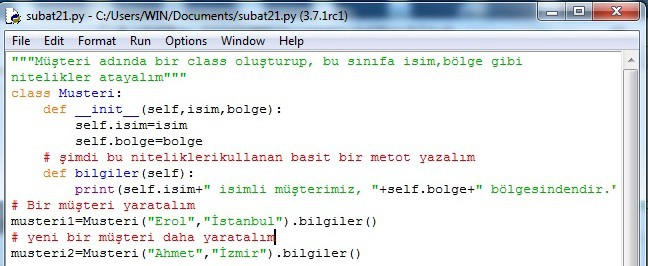 subat21.py - C:/Users/WIN/Documents/subat21.py (3.7.1rc1)
File Edit Format Run Options Window Help
"""Müşteri adında bir class oluşturup, bu sınıfa isim,bölge gibi
nitelikler atayalım"""
class Musteri:
    def __init__(self,isim,bolge):
        self.isim=isim
        self.bolge=bolge
    # şimdi bu niteliklerikullanan basit bir metot yazalım
    def bilgiler(self):
        print(self.isim+" isimli müşterimiz, "+self.bolge+" bölgesindendir."
# Bir müşteri yaratalım
musteri1=Musteri("Erol","İstanbul").bilgiler()
# yeni bir müşteri daha yaratalım
musteri2=Musteri("Ahmet","İzmir").bilgiler()